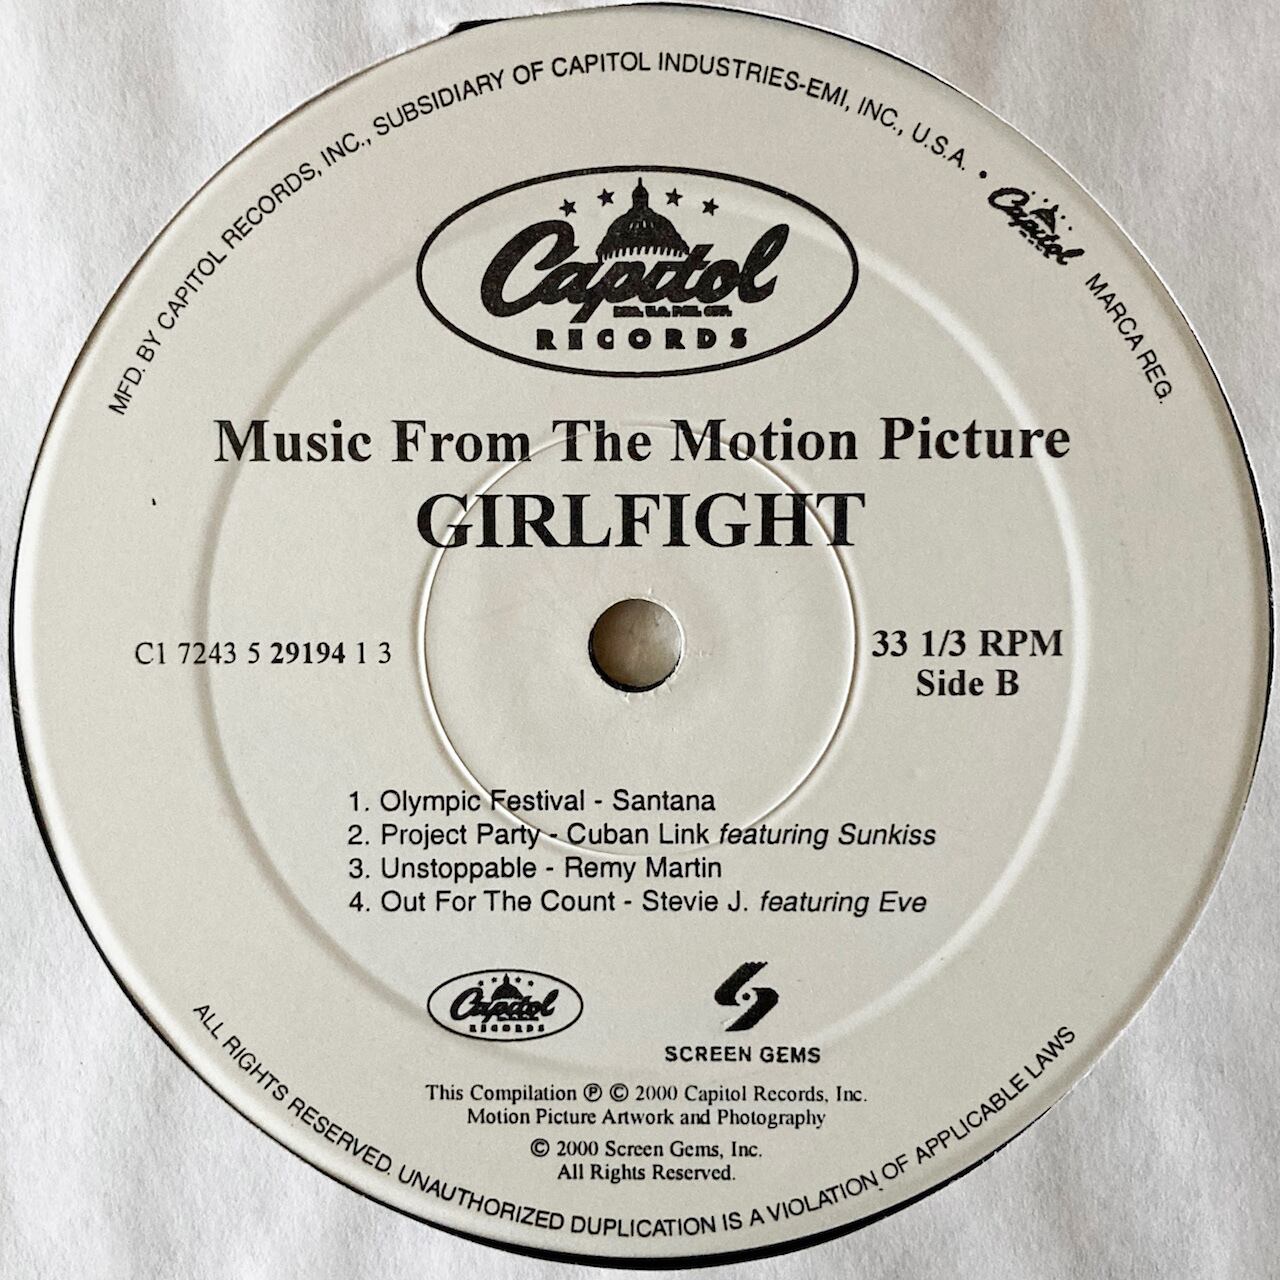 MFD. BY CAPITOL RECORDS, INC., SUBSIDIARY OF CAPITOL INDUSTRIES-EMI, INC., U.S.A. • Capitol MARCA REG.
Capitol
REG. U.S. PAT. OFF.
RECORDS
Music From The Motion Picture
GIRLFIGHT
C1 7243 5 29194 1 3
33 1/3 RPM
Side B
1. Olympic Festival - Santana
2. Project Party - Cuban Link featuring Sunkiss
3. Unstoppable - Remy Martin
4. Out For The Count - Stevie J. featuring Eve
Capitol
RECORDS
SCREEN GEMS
This Compilation ℗ © 2000 Capitol Records, Inc.
Motion Picture Artwork and Photography
© 2000 Screen Gems, Inc.
All Rights Reserved.
ALL RIGHTS RESERVED. UNAUTHORIZED DUPLICATION IS A VIOLATION OF APPLICABLE LAWS